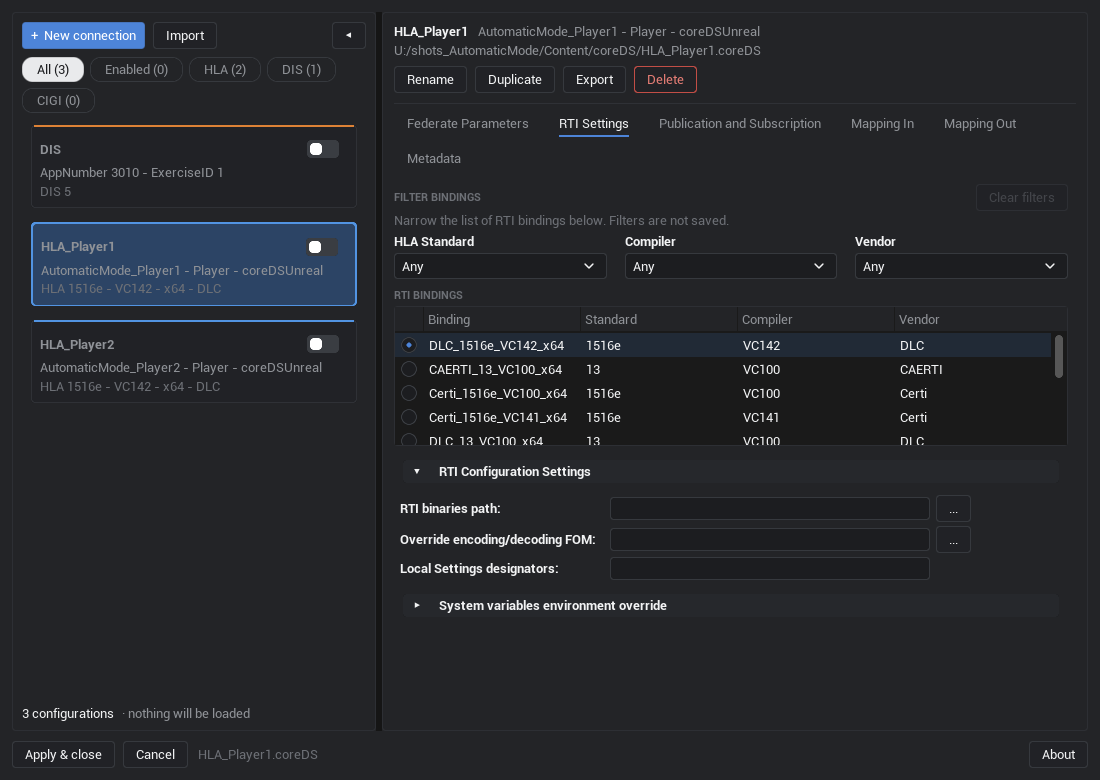 + New connection
Import
All (3)
Enabled (0)
HLA (2)
DIS (1)
CIGI (0)
DIS
AppNumber 3010 - ExerciseID 1
DIS 5
HLA_Player1
AutomaticMode_Player1 - Player - coreDSUnreal
HLA 1516e - VC142 - x64 - DLC
HLA_Player2
AutomaticMode_Player2 - Player - coreDSUnreal
HLA 1516e - VC142 - x64 - DLC
3 configurations · nothing will be loaded
HLA_Player1 AutomaticMode_Player1 - Player - coreDSUnreal
U:/shots_AutomaticMode/Content/coreDS/HLA_Player1.coreDS
Rename
Duplicate
Export
Delete
Federate Parameters
RTI Settings
Publication and Subscription
Mapping In
Mapping Out
Metadata
FILTER BINDINGS
Clear filters
Narrow the list of RTI bindings below. Filters are not saved.
HLA Standard
Compiler
Vendor
Any
Any
Any
RTI BINDINGS
Binding Standard Compiler Vendor
DLC_1516e_VC142_x64 1516e VC142 DLC
CAERTI_13_VC100_x64 13 VC100 CAERTI
Certi_1516e_VC100_x64 1516e VC100 Certi
Certi_1516e_VC141_x64 1516e VC141 Certi
DLC_13_VC100_x64 13 VC100 DLC
RTI Configuration Settings
RTI binaries path:
...
Override encoding/decoding FOM:
...
Local Settings designators:
System variables environment override
Apply & close
Cancel
HLA_Player1.coreDS
About